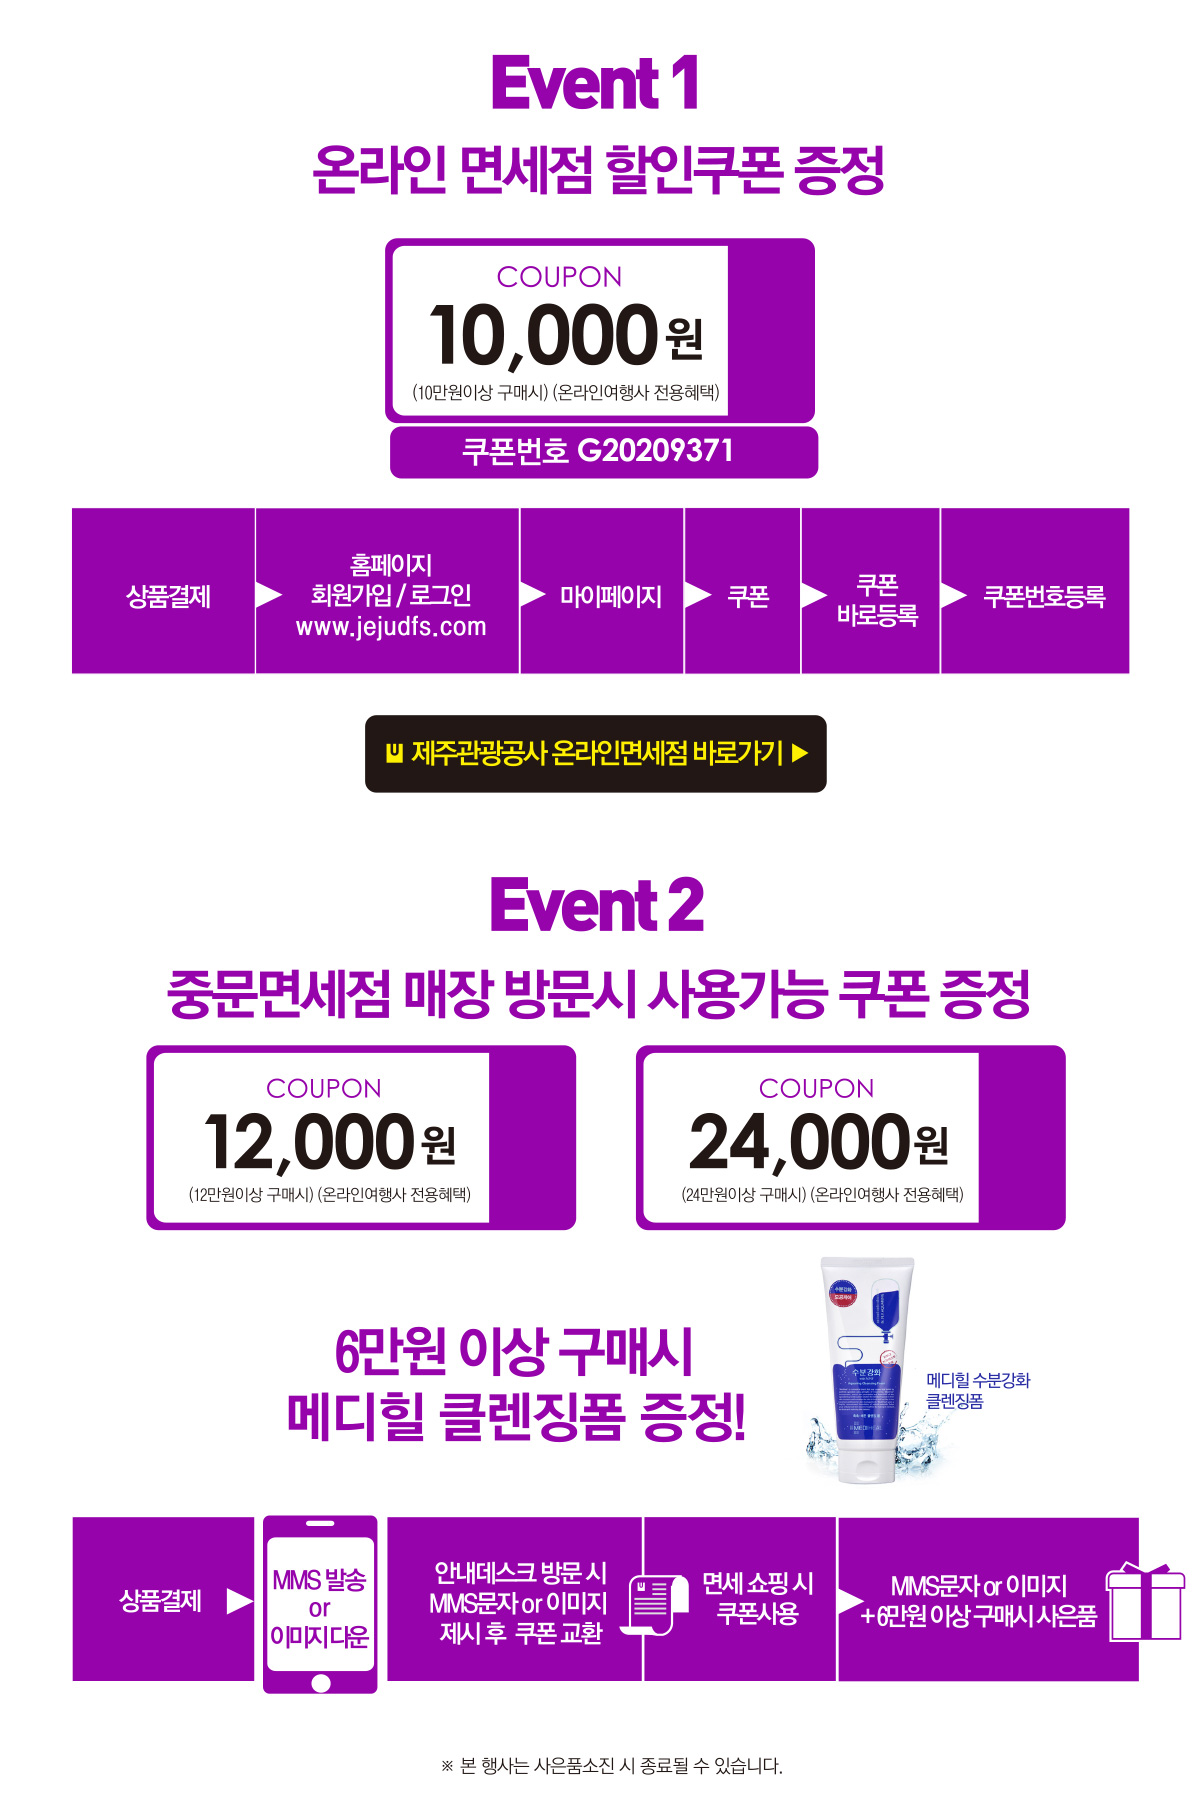 Event 1
온라인 면세점 할인쿠폰 증정
COUPON
10,000원
(10만원이상 구매시) (온라인여행사 전용혜택)
쿠폰번호 G20209371
상품결제
홈페이지
회원가입 / 로그인
www.jejudfs.com
마이페이지
쿠폰
쿠폰
바로등록
쿠폰번호등록
제주관광공사 온라인면세점 바로가기 ▶
Event 2
중문면세점 매장 방문시 사용가능 쿠폰 증정
COUPON
12,000원
(12만원이상 구매시) (온라인여행사 전용혜택)
COUPON
24,000원
(24만원이상 구매시) (온라인여행사 전용혜택)
6만원 이상 구매시
메디힐 클렌징폼 증정!
수분강화
수분강화
메디힐 수분강화
클렌징폼
상품결제
MMS 발송
or
이미지 다운
안내데스크 방문 시
MMS문자 or 이미지
제시 후 쿠폰 교환
면세 쇼핑 시
쿠폰사용
MMS문자 or 이미지
+ 6만원 이상 구매시 사은품
※ 본 행사는 사은품소진 시 종료될 수 있습니다.